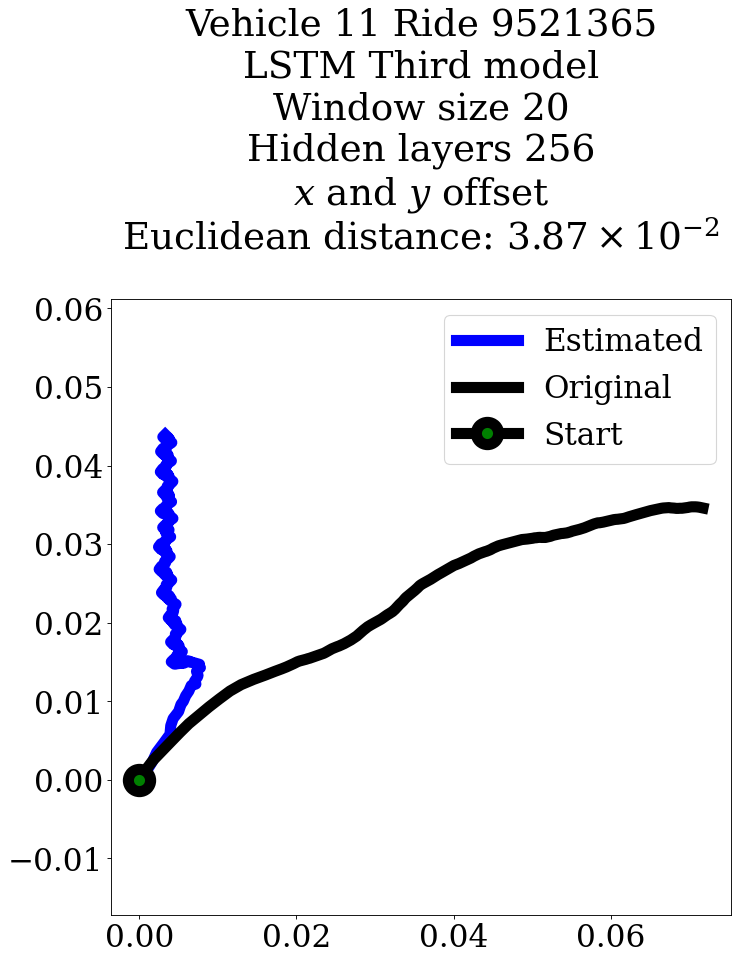 Vehicle 11 Ride 9521365
LSTM Third model
Window size 20
Hidden layers 256
x and y offset
Euclidean distance: 3.87 × 10⁻²
0.06
0.05
0.04
0.03
0.02
0.01
0.00
−0.01
Estimated
Original
Start
0.00 0.02 0.04 0.06